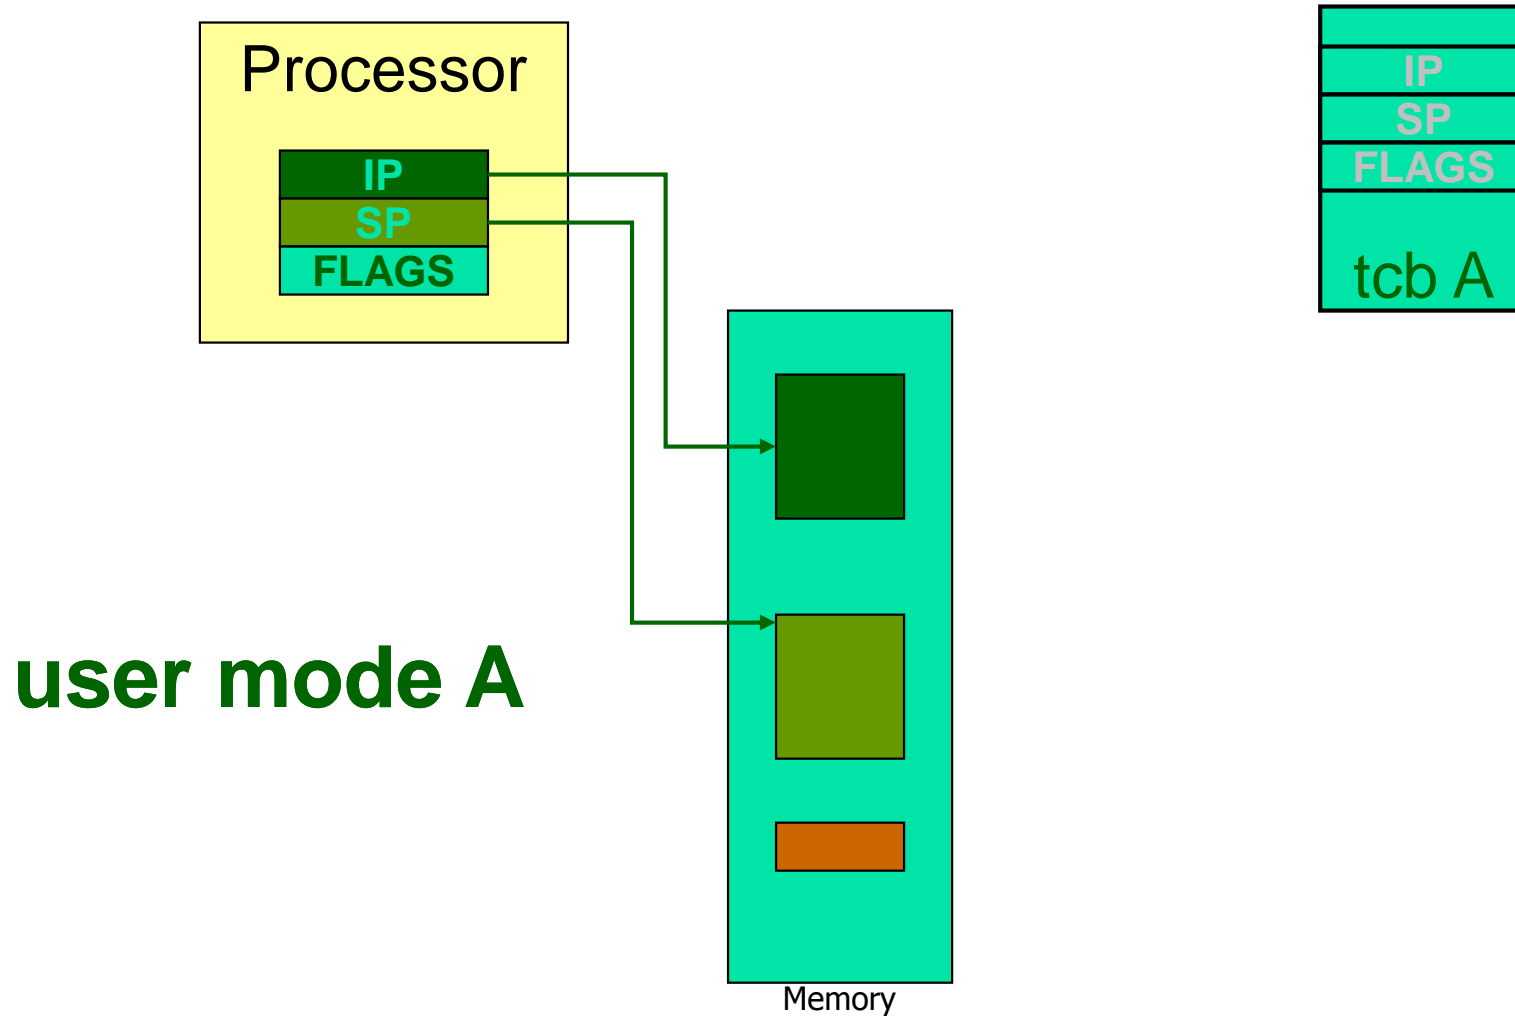 Processor
IP
SP
FLAGS
IP
SP
FLAGS
tcb A
user mode A
Memory